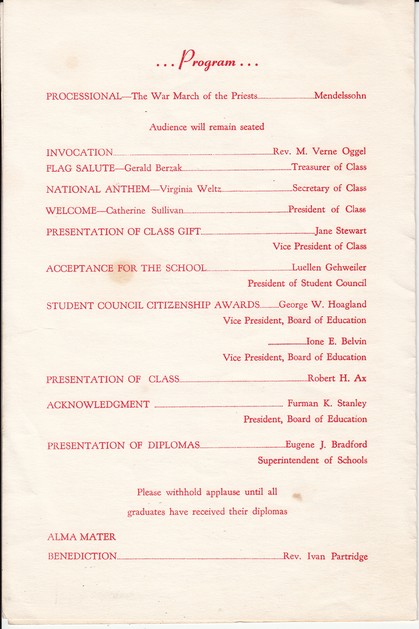 ...Program...
PROCESSIONAL—The War March of the Priests Mendelssohn
Audience will remain seated
INVOCATION Rev. M. Verne Oggel
FLAG SALUTE—Gerald Berzak Treasurer of Class
NATIONAL ANTHEM—Virginia Weltz Secretary of Class
WELCOME—Catherine Sullivan President of Class
PRESENTATION OF CLASS GIFT Jane Stewart
Vice President of Class
ACCEPTANCE FOR THE SCHOOL Luellen Gehweiler
President of Student Council
STUDENT COUNCIL CITIZENSHIP AWARDS George W. Hoagland
Vice President, Board of Education
Ione E. Belvin
Vice President, Board of Education
PRESENTATION OF CLASS Robert H. Ax
ACKNOWLEDGMENT Furman K. Stanley
President, Board of Education
PRESENTATION OF DIPLOMAS Eugene J. Bradford
Superintendent of Schools
Please withhold applause until all
graduates have received their diplomas
ALMA MATER
BENEDICTION Rev. Ivan Partridge